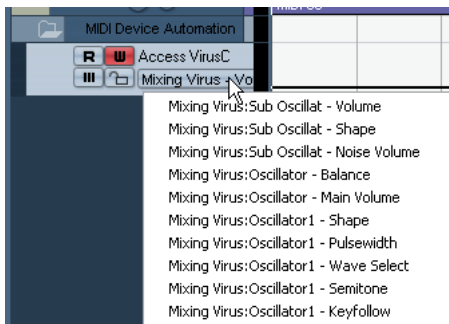 MIDI Device Automation
R W Access VirusC
Mixing Virus - Vo
Mixing Virus:Sub Oscillat - Volume
Mixing Virus:Sub Oscillat - Shape
Mixing Virus:Sub Oscillat - Noise Volume
Mixing Virus:Oscillator - Balance
Mixing Virus:Oscillator - Main Volume
Mixing Virus:Oscillator1 - Shape
Mixing Virus:Oscillator1 - Pulsewidth
Mixing Virus:Oscillator1 - Wave Select
Mixing Virus:Oscillator1 - Semitone
Mixing Virus:Oscillator1 - Keyfollow